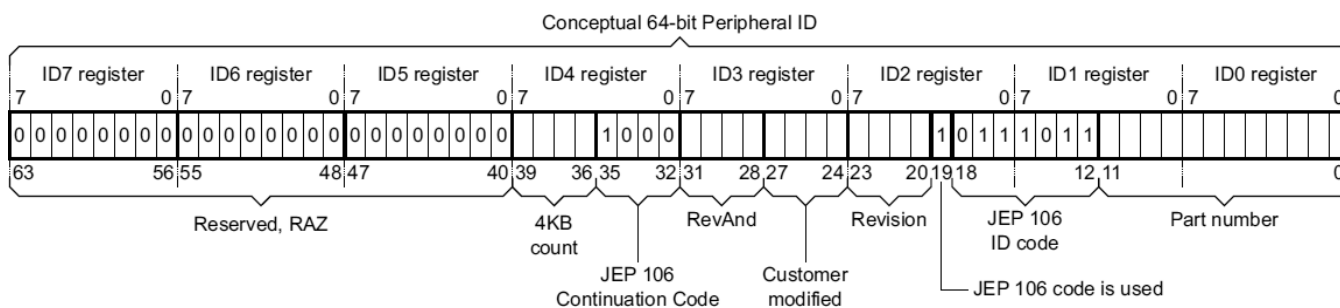 Conceptual 64-bit Peripheral ID
ID7 register ID6 register ID5 register ID4 register ID3 register ID2 register ID1 register ID0 register
7 0 7 0 7 0 7 0 7 0 7 0 7 0 7 0
0 0 0 0 0 0 0 0 0 0 0 0 0 0 0 0 0 0 0 0 0 0 0 0 1 0 0 0 1 0 1 1 1 0 1 1
63 56 55 48 47 40 39 36 35 32 31 28 27 24 23 20 19 18 12 11 0
Reserved, RAZ 4KB RevAnd Revision JEP 106 Part number
count ID code
JEP 106 Customer JEP 106 code is used
Continuation Code modified